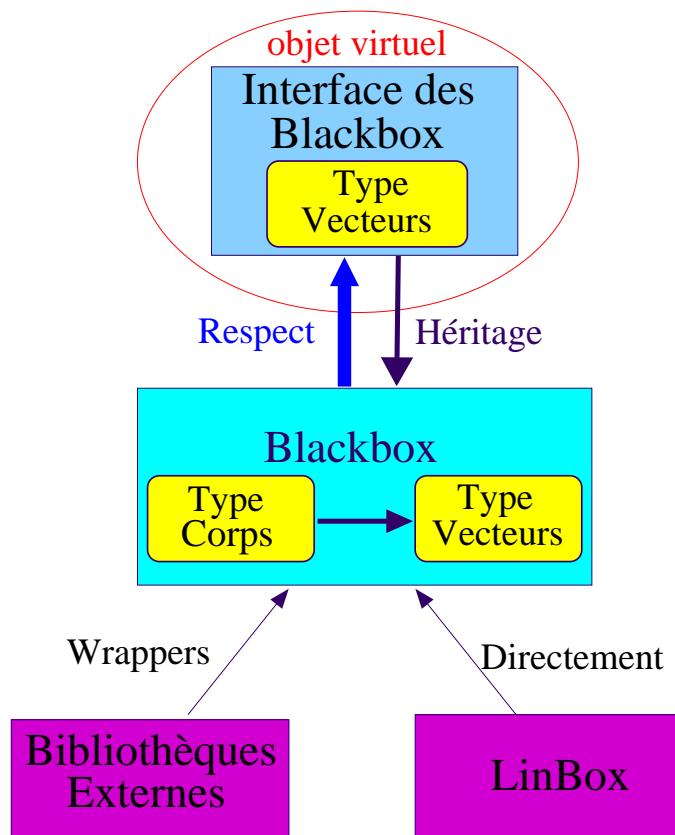 objet virtuel
Interface des
Blackbox
Type
Vecteurs
Respect
Héritage
Blackbox
Type
Corps
Type
Vecteurs
Wrappers
Directement
Bibliothèques
Externes
LinBox